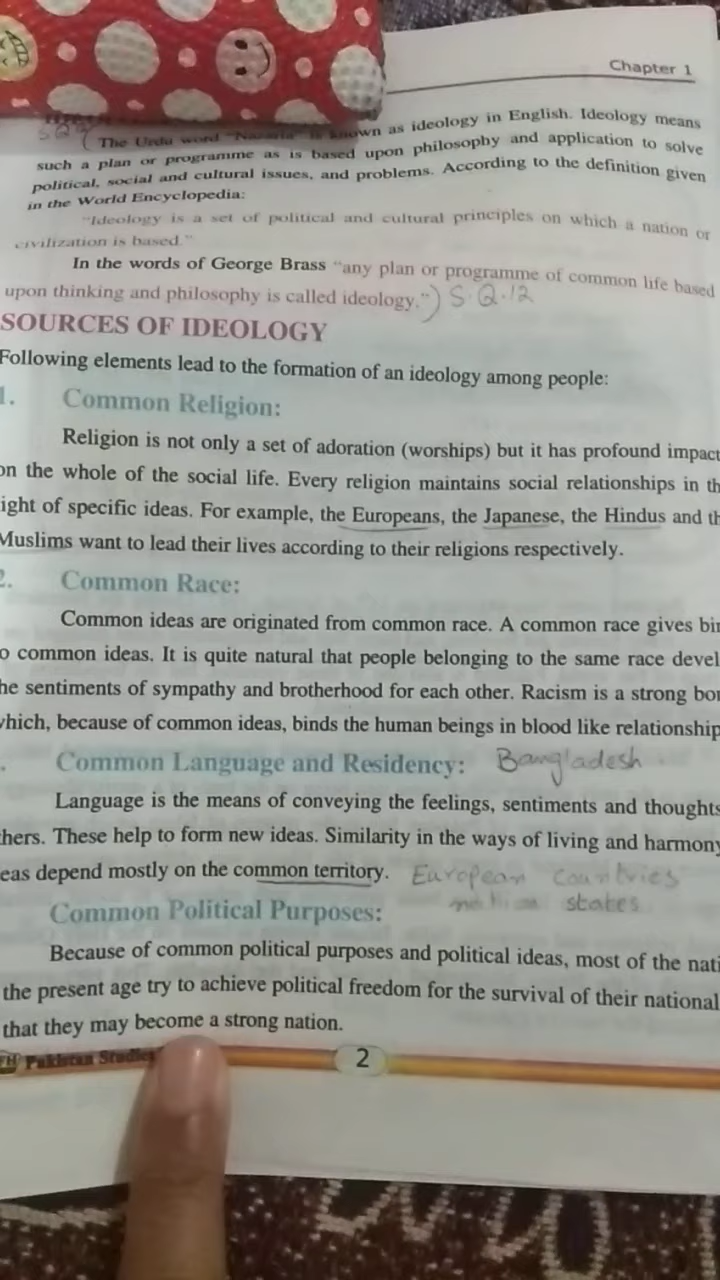 Chapter 1
The Urdu word "Nazaria" is known as ideology in English. Ideology means
such a plan or programme as is based upon philosophy and application to solve
political, social and cultural issues, and problems. According to the definition given
in the World Encyclopedia:
"Ideology is a set of political and cultural principles on which a nation or
civilization is based."
In the words of George Brass "any plan or programme of common life based
upon thinking and philosophy is called ideology.") S.Q.12
SOURCES OF IDEOLOGY
Following elements lead to the formation of an ideology among people:
1. Common Religion:
Religion is not only a set of adoration (worships) but it has profound impact
on the whole of the social life. Every religion maintains social relationships in th
ight of specific ideas. For example, the Europeans, the Japanese, the Hindus and th
Muslims want to lead their lives according to their religions respectively.
2. Common Race:
Common ideas are originated from common race. A common race gives bir
o common ideas. It is quite natural that people belonging to the same race devel
he sentiments of sympathy and brotherhood for each other. Racism is a strong bon
which, because of common ideas, binds the human beings in blood like relationship
. Common Language and Residency: Bangladesh
Language is the means of conveying the feelings, sentiments and thoughts
thers. These help to form new ideas. Similarity in the ways of living and harmony
eas depend mostly on the common territory. European Countries
Common Political Purposes: nation states
Because of common political purposes and political ideas, most of the nati
the present age try to achieve political freedom for the survival of their national
that they may become a strong nation.
Pakistan Studies 2